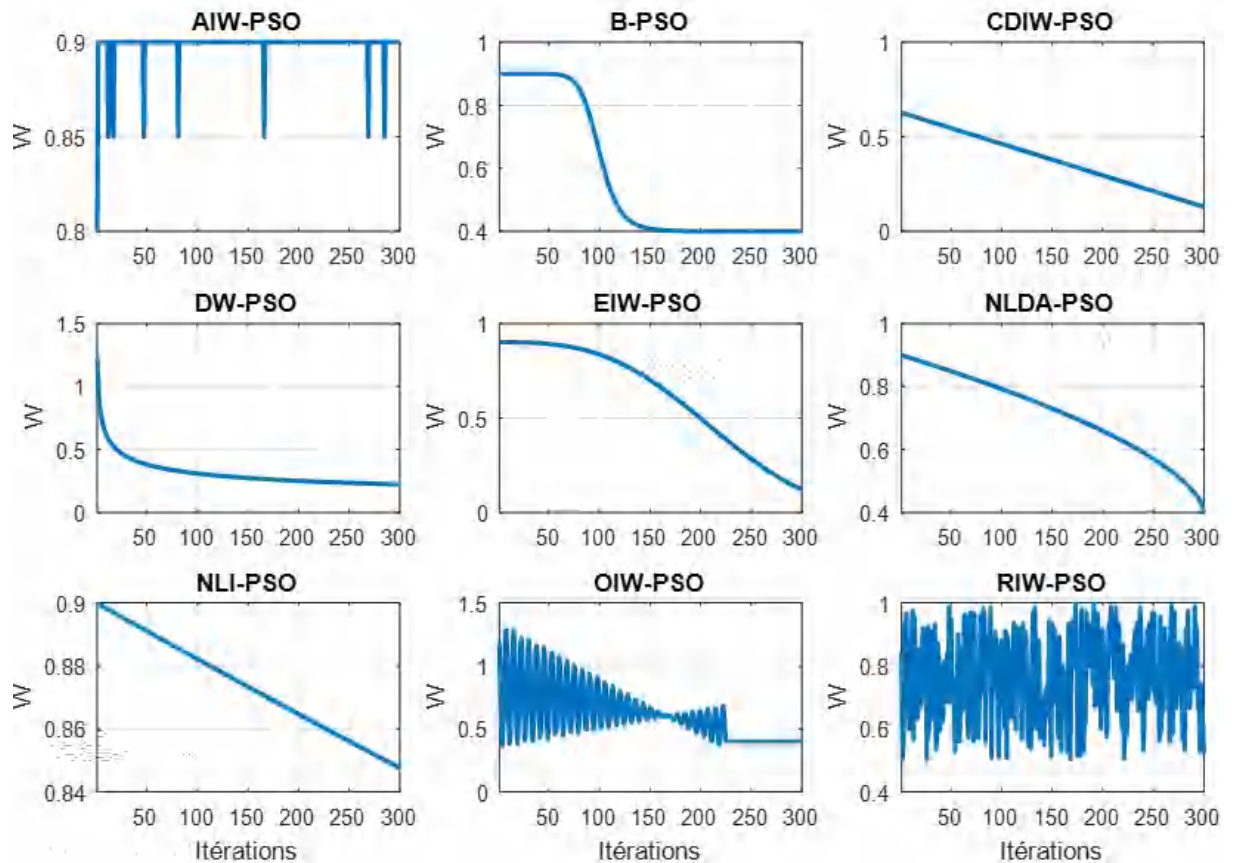 AIW-PSO B-PSO CDIW-PSO
0.9 1 1
0.8
W 0.85 W W 0.5
0.6
0.8 0.4 0
50 100 150 200 250 300 50 100 150 200 250 300 50 100 150 200 250 300
DW-PSO EIW-PSO NLDA-PSO
1.5 1 1
1 0.8
W W 0.5 W
0.5 0.6
0 0 0.4
50 100 150 200 250 300 50 100 150 200 250 300 50 100 150 200 250 300
NLI-PSO OIW-PSO RIW-PSO
0.9 1.5 1
0.88 1 0.8
W W W
0.86 0.5 0.6
0.84 0 0.4
50 100 150 200 250 300 50 100 150 200 250 300 50 100 150 200 250 300
Itérations Itérations Itérations